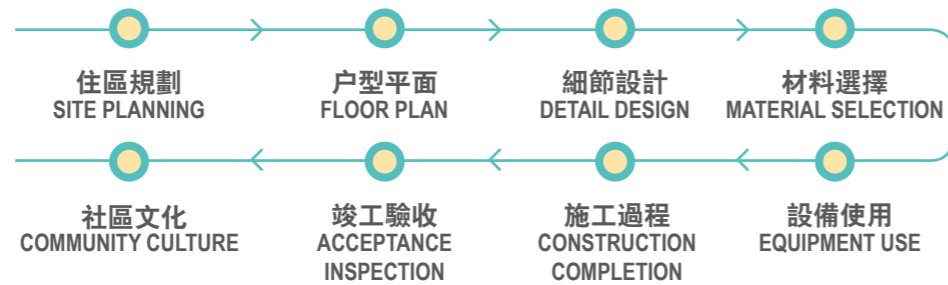 住區規劃
SITE PLANNING
户型平面
FLOOR PLAN
細節設計
DETAIL DESIGN
材料選擇
MATERIAL SELECTION
設備使用
EQUIPMENT USE
施工過程
CONSTRUCTION
COMPLETION
竣工驗收
ACCEPTANCE
INSPECTION
社區文化
COMMUNITY CULTURE